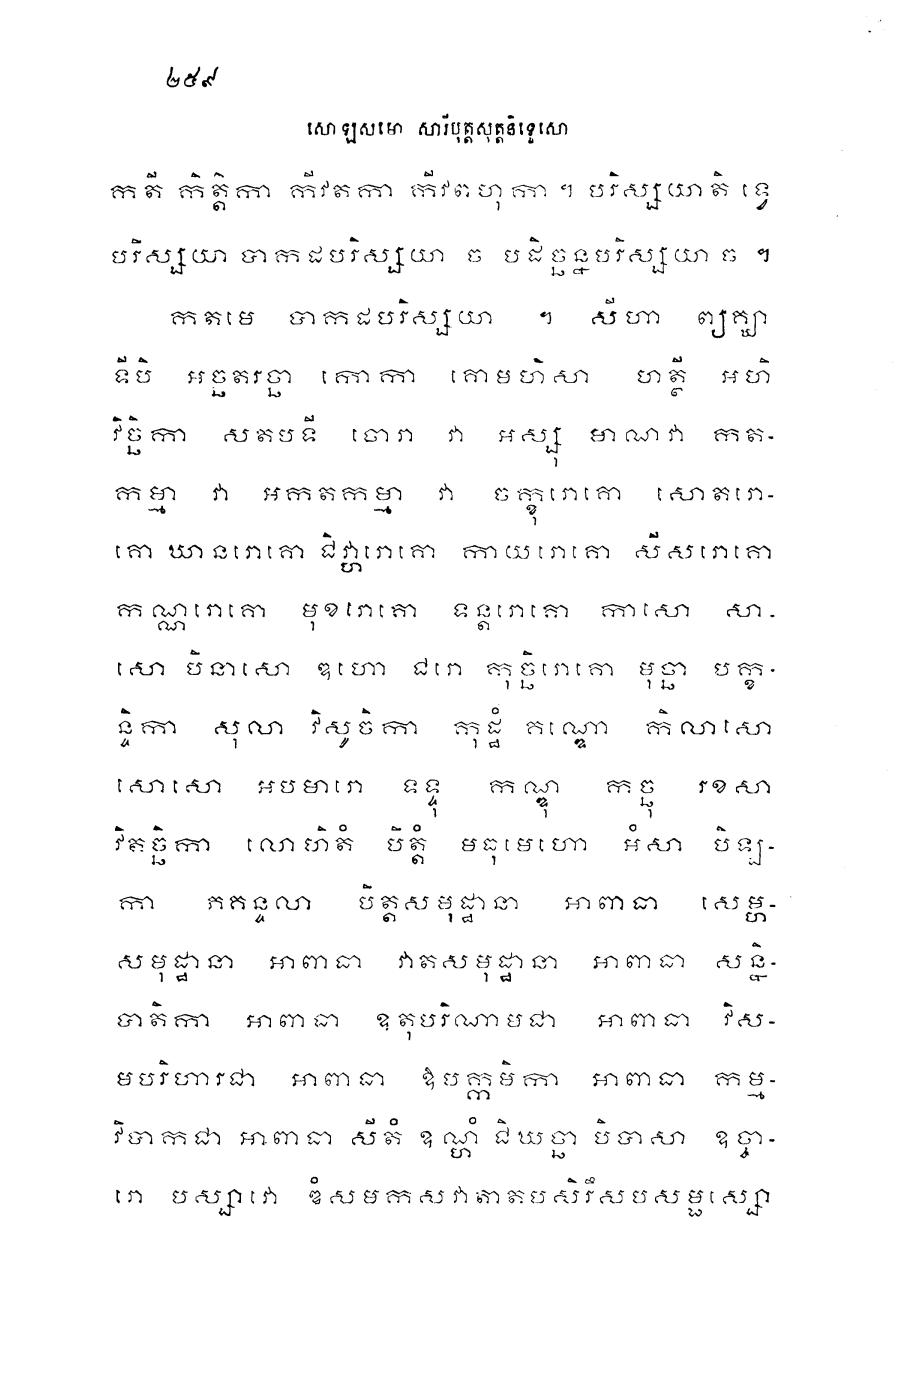 ២៥៩
សោឡសមោ សារីបុត្តសុត្តនិទ្ទេសោ
កតី កិត្តិកា កីវតកា កីវពហុកា ។ បរិស្សយាតិ ទ្វេ
បរិស្សយា បាកដបរិស្សយា ច បដិច្ឆន្នបរិស្សយា ច ។
កតមេ បាកដបរិស្សយា ។ សីហា ព្យគ្ឃា
ទីបិ អច្ឆតរច្ឆា កោកា គោមហិសា ហត្ថី អហិ
វិច្ឆិកា សតបទី ចោរា វា អស្សុ មាណវា កត-
កម្មា វា អកតកម្មា វា ចក្ខុរោគោ សោតរោ-
គោ ឃានរោគោ ជិវ្ហារោគោ កាយរោគោ សីសរោគោ
កណ្ណរោគោ មុខរោគោ ទន្តរោគោ កាសោ សា-
សោ បិនាសោ ឌហោ ជរោ កុច្ឆិរោគោ មុច្ឆា បក្ខ-
ន្ទិកា សុលា វិសូចិកា កុដ្ឋំ គណ្ឌោ កិលាសោ
សោសោ អបមារោ ទទ្ទុ កណ្ឌុ កច្ឆុ រខសា
វិតច្ឆិកា លោហិតំ បិត្តំ មធុមេហោ អំសា បិឡ-
កា ភគន្ទលា បិត្តសមុដ្ឋានា អាពាធា សេម្ហ-
សមុដ្ឋានា អាពាធា វាតសមុដ្ឋានា អាពាធា សន្និ-
បាតិកា អាពាធា ឧតុបរិណាមជា អាពាធា វិស-
មបរិហារជា អាពាធា ឱបក្កមិកា អាពាធា កម្ម-
វិបាកជា អាពាធា សីតំ ឧណ្ហំ ជិឃច្ឆា បិបាសា ឧច្ចា-
រោ បស្សាវោ ឌំសមកសវាតាតបសិរឹសបសម្ផស្សោ